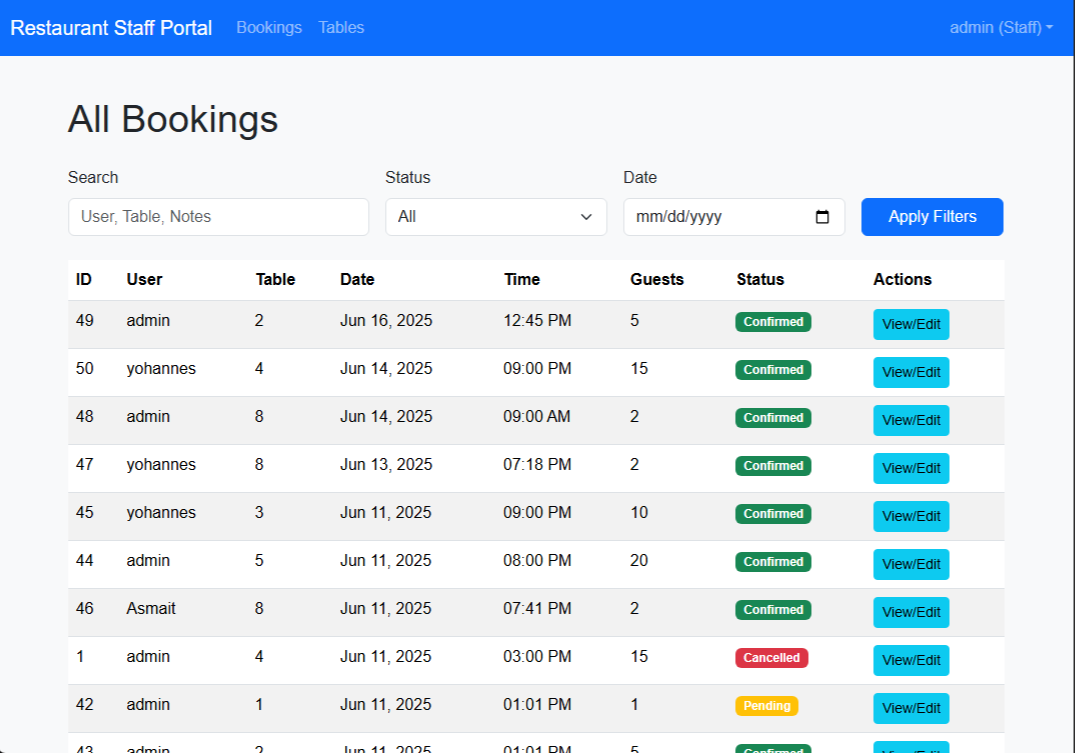 Restaurant Staff Portal Bookings Tables admin (Staff)
All Bookings
Search Status Date
User, Table, Notes All mm/dd/yyyy Apply Filters
ID User Table Date Time Guests Status Actions
49 admin 2 Jun 16, 2025 12:45 PM 5 Confirmed View/Edit
50 yohannes 4 Jun 14, 2025 09:00 PM 15 Confirmed View/Edit
48 admin 8 Jun 14, 2025 09:00 AM 2 Confirmed View/Edit
47 yohannes 8 Jun 13, 2025 07:18 PM 2 Confirmed View/Edit
45 yohannes 3 Jun 11, 2025 09:00 PM 10 Confirmed View/Edit
44 admin 5 Jun 11, 2025 08:00 PM 20 Confirmed View/Edit
46 Asmait 8 Jun 11, 2025 07:41 PM 2 Confirmed View/Edit
1 admin 4 Jun 11, 2025 03:00 PM 15 Cancelled View/Edit
42 admin 1 Jun 11, 2025 01:01 PM 1 Pending View/Edit
43 admin 2 Jun 11, 2025 01:01 PM 5 Confirmed View/Edit